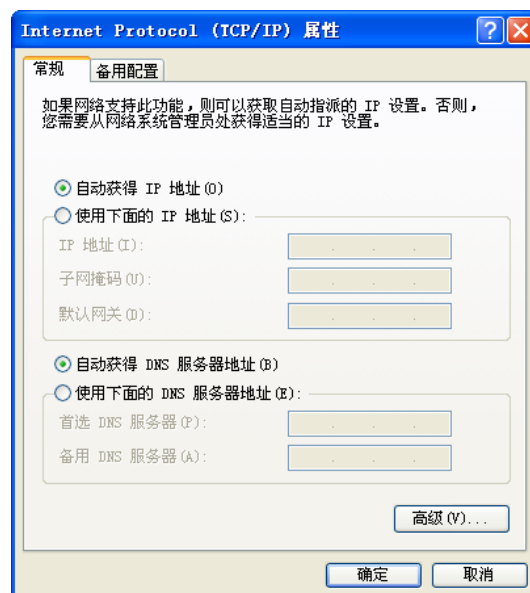 Internet Protocol (TCP/IP) 属性
常规
备用配置
如果网络支持此功能，则可以获取自动指派的 IP 设置。否则，
您需要从网络系统管理员处获得适当的 IP 设置。
自动获得 IP 地址(O)
使用下面的 IP 地址(S):
IP 地址(I):
子网掩码(U):
默认网关(D):
自动获得 DNS 服务器地址(B)
使用下面的 DNS 服务器地址(E):
首选 DNS 服务器(P):
备用 DNS 服务器(A):
高级(V)...
确定
取消